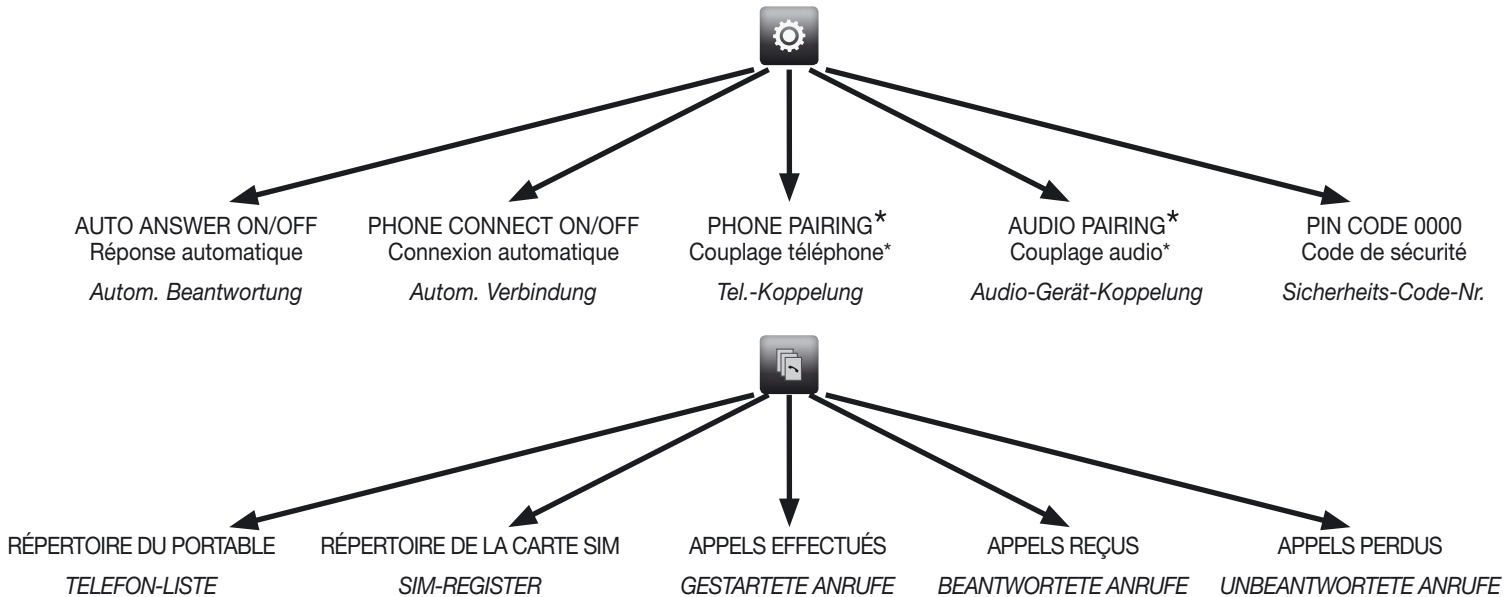 AUTO ANSWER ON/OFF
Réponse automatique
Autom. Beantwortung
PHONE CONNECT ON/OFF
Connexion automatique
Autom. Verbindung
PHONE PAIRING*
Couplage téléphone*
Tel.-Koppelung
AUDIO PAIRING*
Couplage audio*
Audio-Gerät-Koppelung
PIN CODE 0000
Code de sécurité
Sicherheits-Code-Nr.
RÉPERTOIRE DU PORTABLE
TELEFON-LISTE
RÉPERTOIRE DE LA CARTE SIM
SIM-REGISTER
APPELS EFFECTUÉS
GESTARTETE ANRUFE
APPELS REÇUS
BEANTWORTETE ANRUFE
APPELS PERDUS
UNBEANTWORTETE ANRUFE